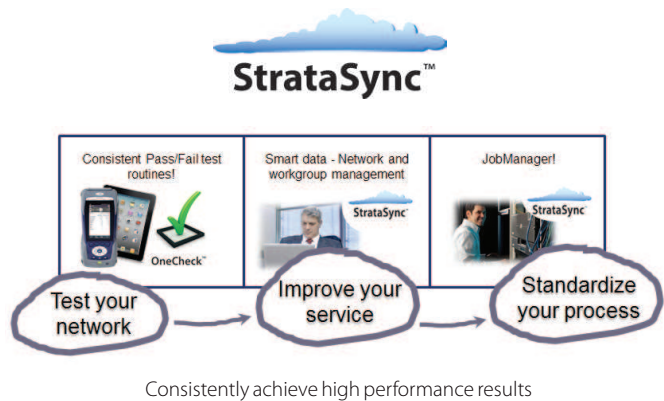 StrataSync™
Consistent Pass/Fail test
routines!
OneCheck™
Smart data - Network and
workgroup management
StrataSync
JobManager!
StrataSync
Test your
network
Improve your
service
Standardize
your process
Consistently achieve high performance results